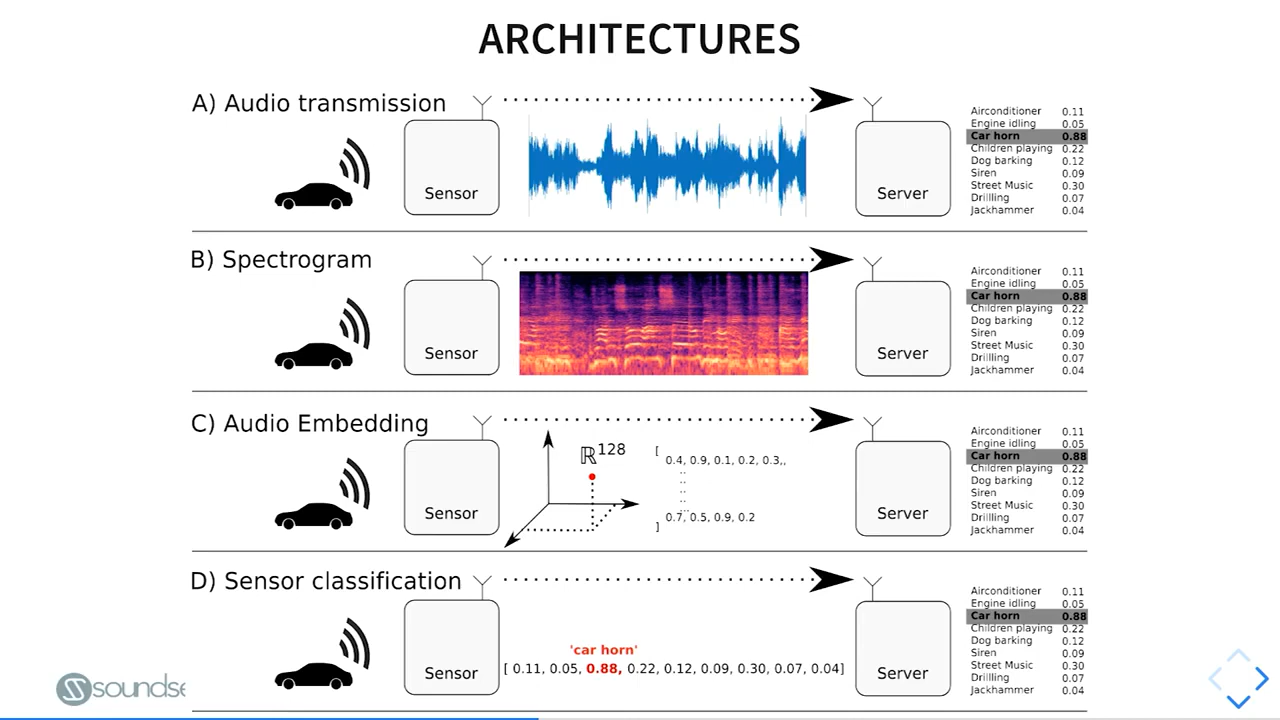 ARCHITECTURES
A) Audio transmission
Sensor
Server
Airconditioner 0.11
Engine idling 0.05
Car horn 0.88
Children playing 0.22
Dog barking 0.12
Siren 0.09
Street Music 0.30
Drillling 0.07
Jackhammer 0.04
B) Spectrogram
Sensor
Server
Airconditioner 0.11
Engine idling 0.05
Car horn 0.88
Children playing 0.22
Dog barking 0.12
Siren 0.09
Street Music 0.30
Drillling 0.07
Jackhammer 0.04
C) Audio Embedding
Sensor
ℝ128
[
0.4, 0.9, 0.1, 0.2, 0.3,,
0.7, 0.5, 0.9, 0.2
]
Server
Airconditioner 0.11
Engine idling 0.05
Car horn 0.88
Children playing 0.22
Dog barking 0.12
Siren 0.09
Street Music 0.30
Drillling 0.07
Jackhammer 0.04
D) Sensor classification
Sensor
'car horn'
[ 0.11, 0.05, 0.88, 0.22, 0.12, 0.09, 0.30, 0.07, 0.04]
Server
Airconditioner 0.11
Engine idling 0.05
Car horn 0.88
Children playing 0.22
Dog barking 0.12
Siren 0.09
Street Music 0.30
Drillling 0.07
Jackhammer 0.04
soundse